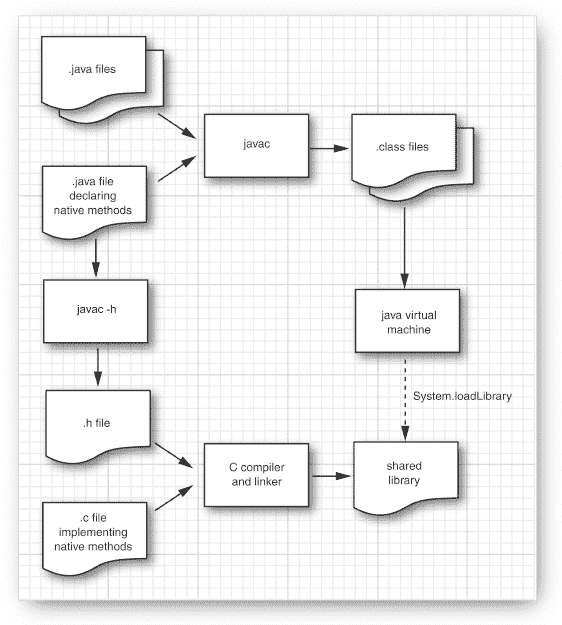 .java files
javac
.class files
.java file
declaring
native methods
javac -h
java virtual
machine
System.loadLibrary
.h file
C compiler
and linker
shared
library
.c file
implementing
native methods